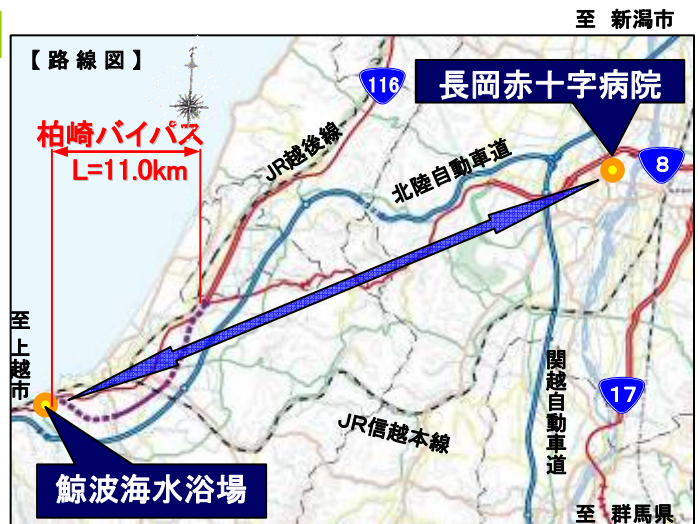 至 新潟市
【路線図】
116
長岡赤十字病院
柏崎バイパス
L=11.0km
JR越後線
北陸自動車道
8
至 上越市
関越自動車道
17
JR信越本線
鯨波海水浴場
至 群馬県